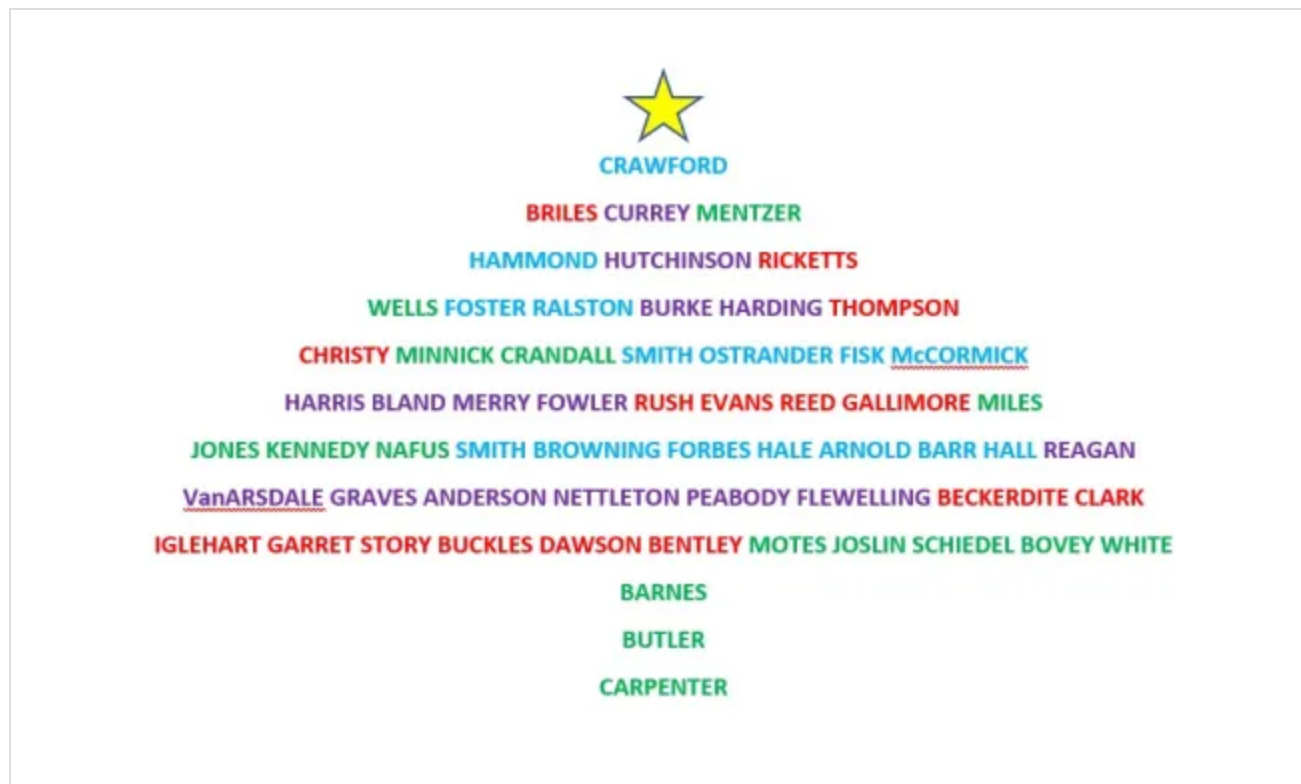 CRAWFORD
BRILES CURREY MENTZER
HAMMOND HUTCHINSON RICKETTS
WELLS FOSTER RALSTON BURKE HARDING THOMPSON
CHRISTY MINNICK CRANDALL SMITH OSTRANDER FISK McCORMICK
HARRIS BLAND MERRY FOWLER RUSH EVANS REED GALLIMORE MILES
JONES KENNEDY NAFUS SMITH BROWNING FORBES HALE ARNOLD BARR HALL REAGAN
VanARSDALE GRAVES ANDERSON NETTLETON PEABODY FLEWELLING BECKERDITE CLARK
IGLEHART GARRET STORY BUCKLES DAWSON BENTLEY MOTES JOSLIN SCHIEDEL BOVEY WHITE
BARNES
BUTLER
CARPENTER